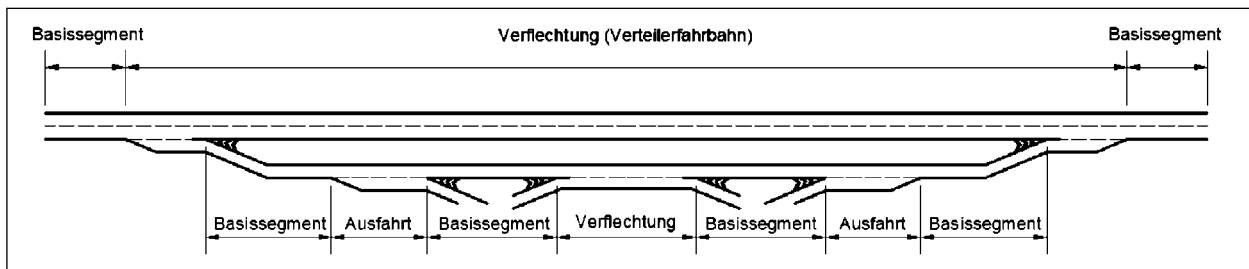 Basissegment
Verflechtung (Verteilerfahrbahn)
Basissegment
Basissegment
Ausfahrt
Basissegment
Verflechtung
Basissegment
Ausfahrt
Basissegment